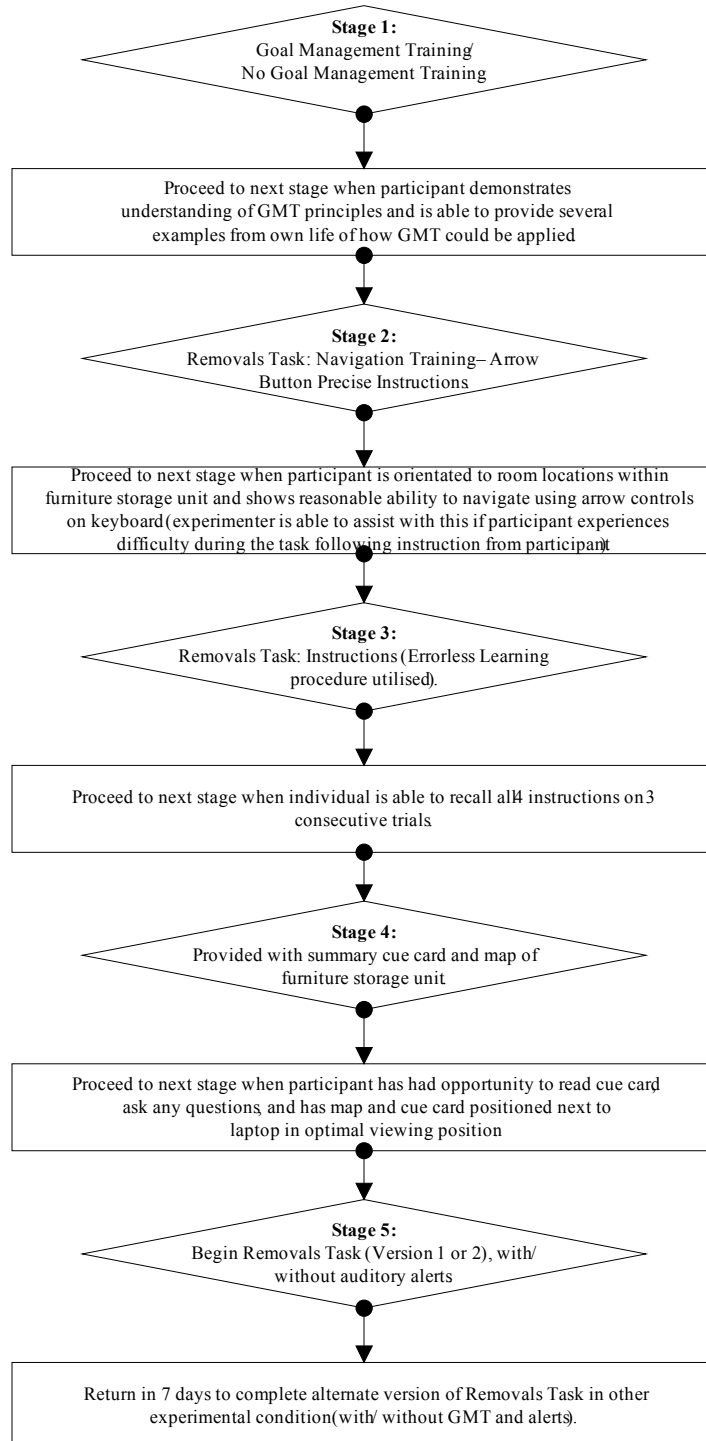 Stage 1:
Goal Management Training/
No Goal Management Training
Proceed to next stage when participant demonstrates
understanding of GMT principles and is able to provide several
examples from own life of how GMT could be applied.
Stage 2:
Removals Task: Navigation Training – Arrow
Button Precise Instructions.
Proceed to next stage when participant is orientated to room locations within
furniture storage unit and shows reasonable ability to navigate using arrow controls
on keyboard (experimenter is able to assist with this if participant experiences
difficulty during the task following instruction from participant).
Stage 3:
Removals Task: Instructions (Errorless Learning
procedure utilised).
Proceed to next stage when individual is able to recall all 4 instructions on 3
consecutive trials.
Stage 4:
Provided with summary cue card and map of
furniture storage unit.
Proceed to next stage when participant has had opportunity to read cue card,
ask any questions, and has map and cue card positioned next to
laptop in optimal viewing position
Stage 5:
Begin Removals Task (Version 1 or 2), with/
without auditory alerts
Return in 7 days to complete alternate version of Removals Task in other
experimental condition (with/ without GMT and alerts).